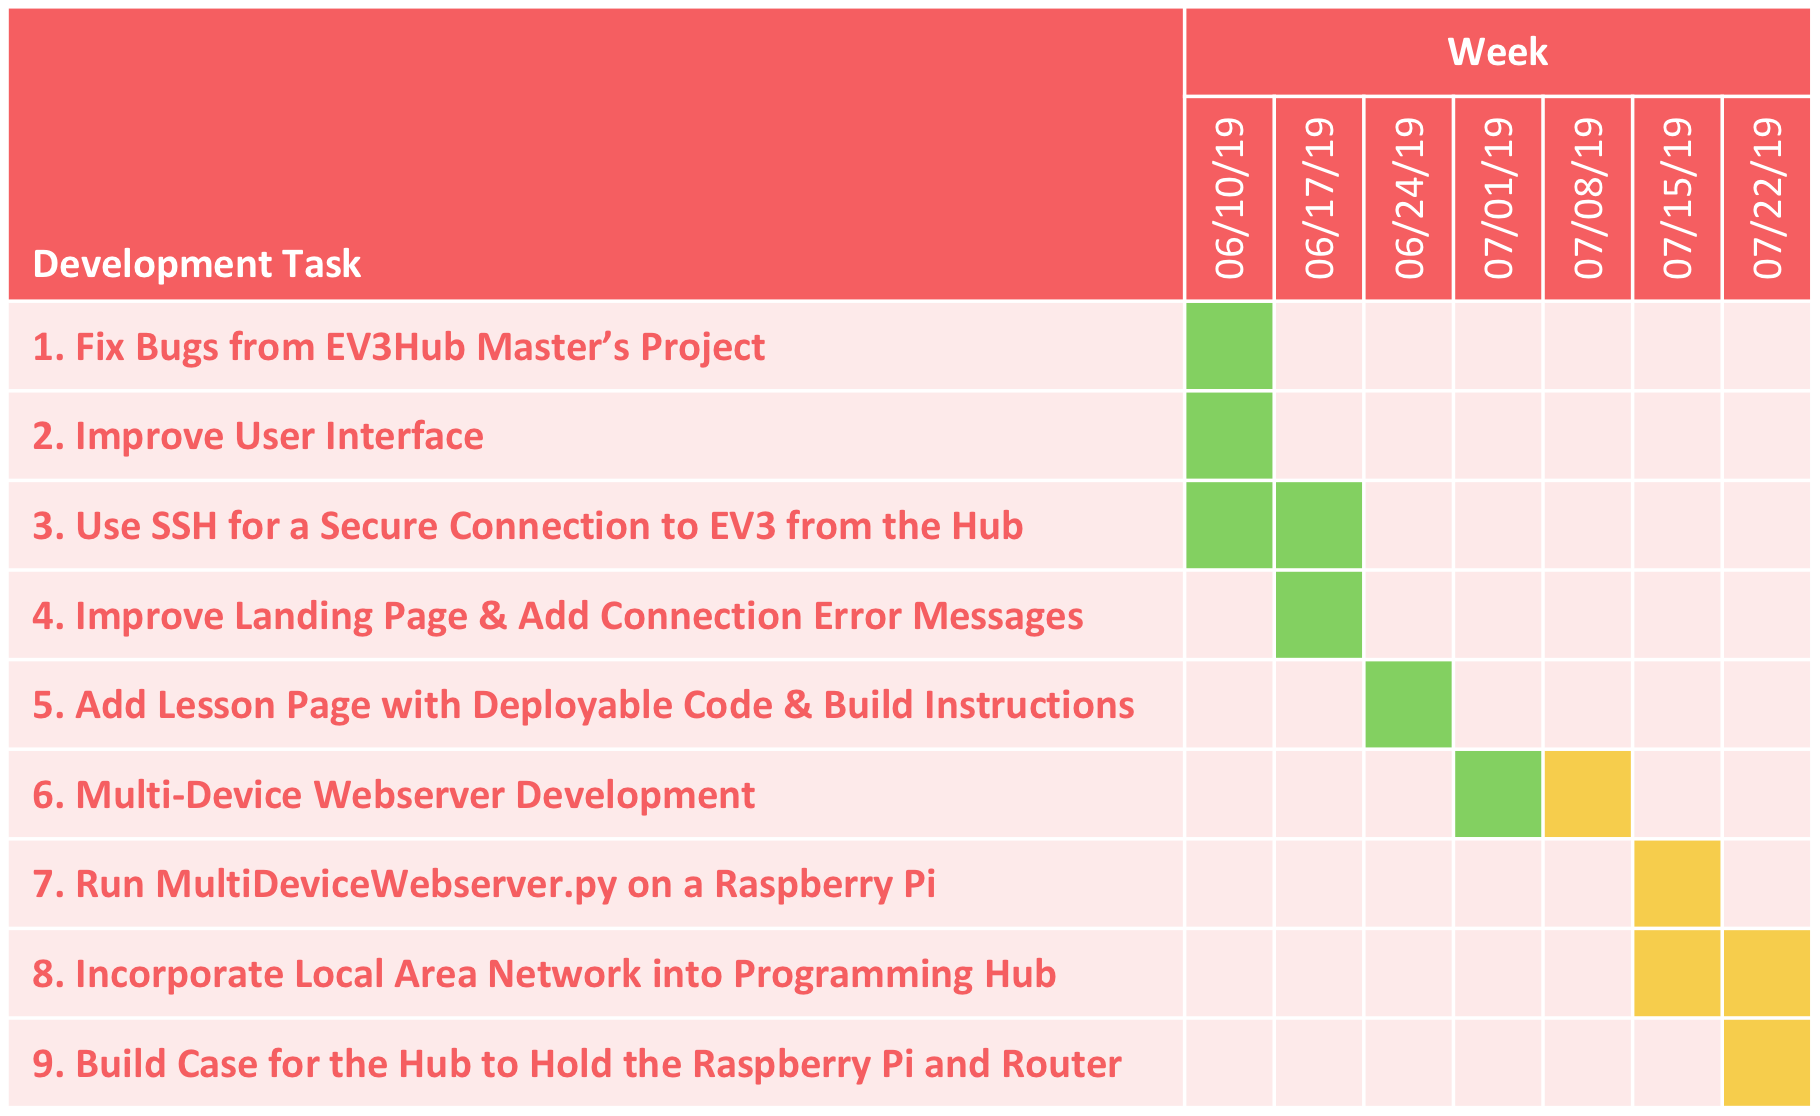 Week
Development Task
06/10/19
06/17/19
06/24/19
07/01/19
07/08/19
07/15/19
07/22/19
1. Fix Bugs from EV3Hub Master’s Project
2. Improve User Interface
3. Use SSH for a Secure Connection to EV3 from the Hub
4. Improve Landing Page & Add Connection Error Messages
5. Add Lesson Page with Deployable Code & Build Instructions
6. Multi-Device Webserver Development
7. Run MultiDeviceWebserver.py on a Raspberry Pi
8. Incorporate Local Area Network into Programming Hub
9. Build Case for the Hub to Hold the Raspberry Pi and Router